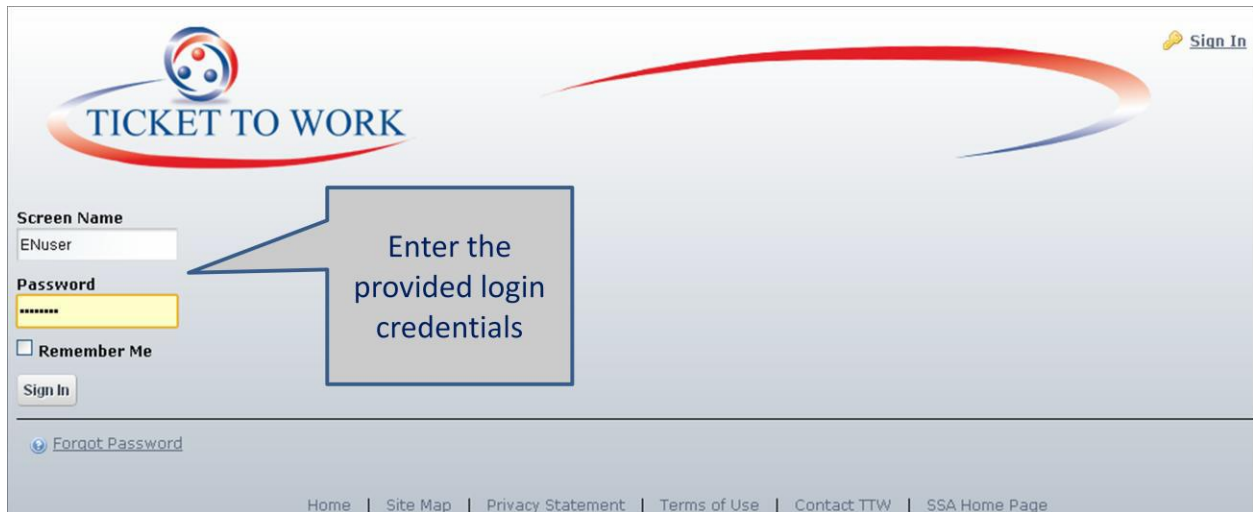 Sign In
TICKET TO WORK
Screen Name
ENuser
Password
••••••••
Remember Me
Sign In
Enter the
provided login
credentials
Forgot Password
Home | Site Map | Privacy Statement | Terms of Use | Contact TTW | SSA Home Page